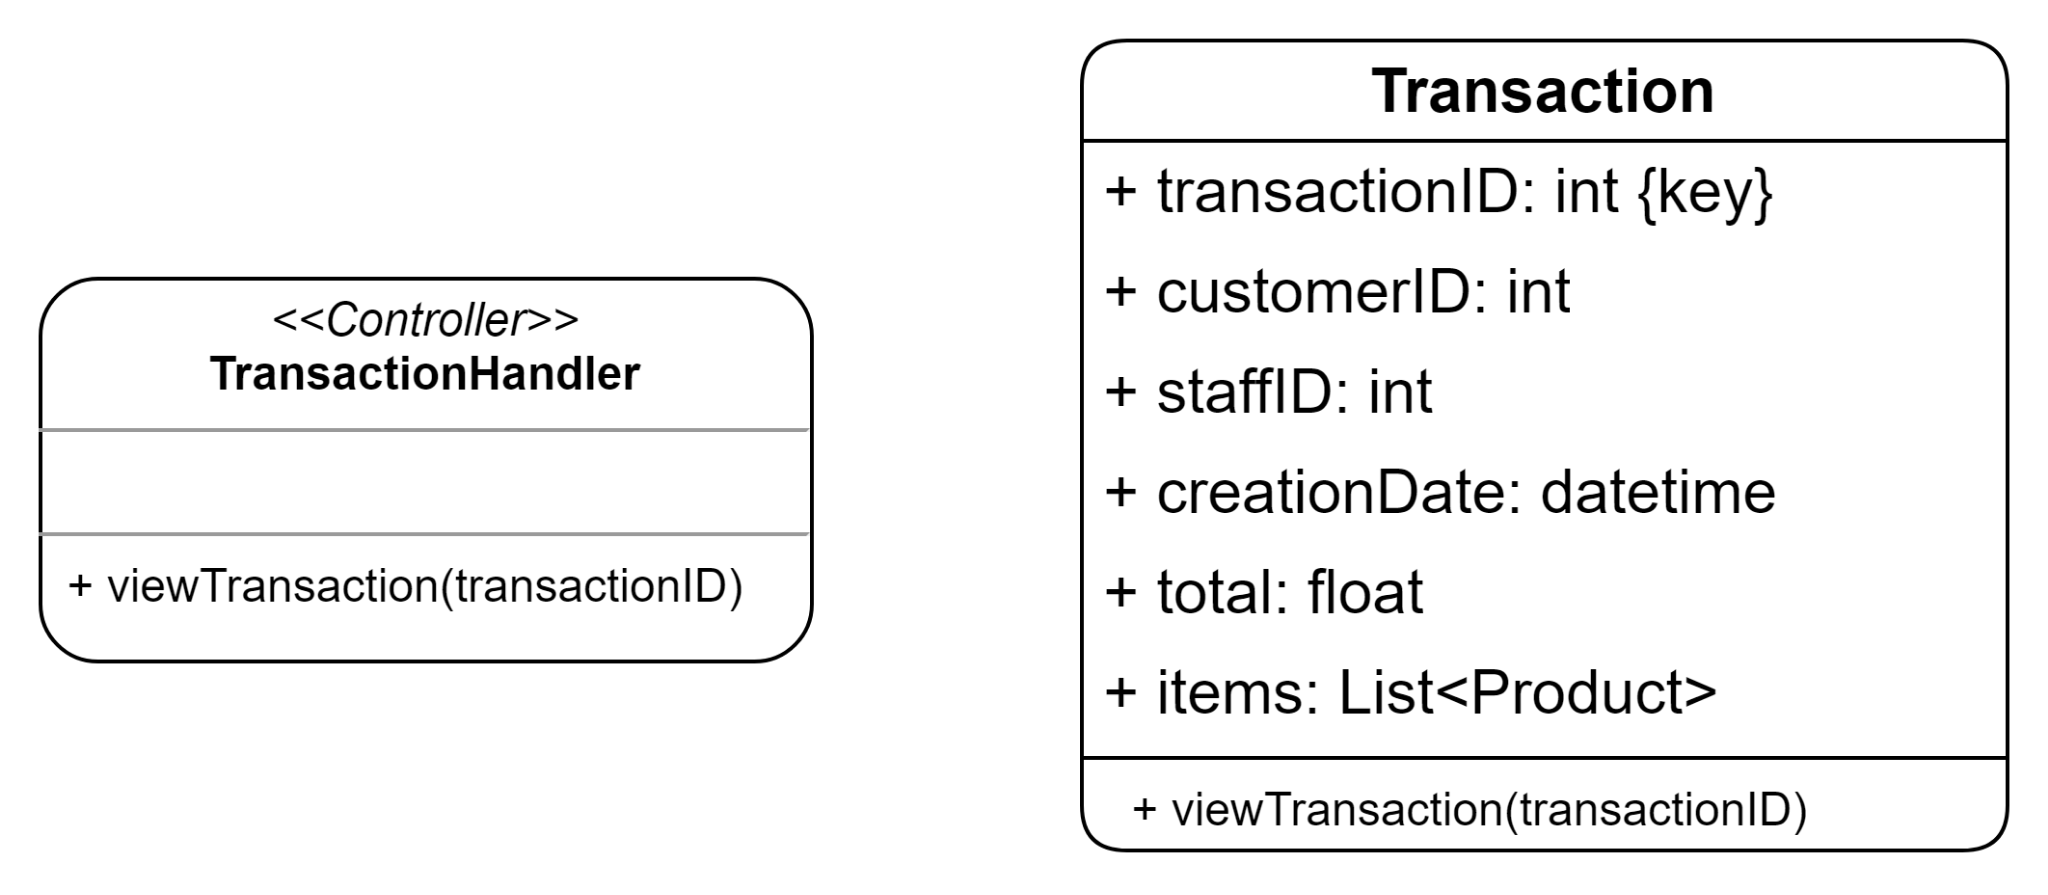 <<Controller>>
TransactionHandler
+ viewTransaction(transactionID)
Transaction
+ transactionID: int {key}
+ customerID: int
+ staffID: int
+ creationDate: datetime
+ total: float
+ items: List<Product>
+ viewTransaction(transactionID)